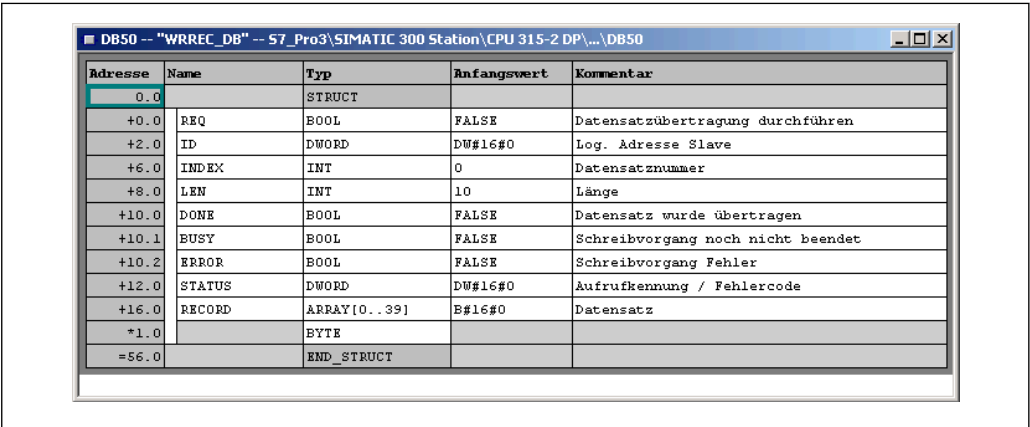 DB50 -- "WRREC_DB" -- S7_Pro3\SIMATIC 300 Station\CPU 315-2 DP\...\DB50
Adresse Name Typ Anfangswert Kommentar
0.0 STRUCT
+0.0 REQ BOOL FALSE Datensatzübertragung durchführen
+2.0 ID DWORD DW#16#0 Log. Adresse Slave
+6.0 INDEX INT 0 Datensatznummer
+8.0 LEN INT 10 Länge
+10.0 DONE BOOL FALSE Datensatz wurde übertragen
+10.1 BUSY BOOL FALSE Schreibvorgang noch nicht beendet
+10.2 ERROR BOOL FALSE Schreibvorgang Fehler
+12.0 STATUS DWORD DW#16#0 Aufrufkennung / Fehlercode
+16.0 RECORD ARRAY[0..39] B#16#0 Datensatz
*1.0 BYTE
=56.0 END_STRUCT